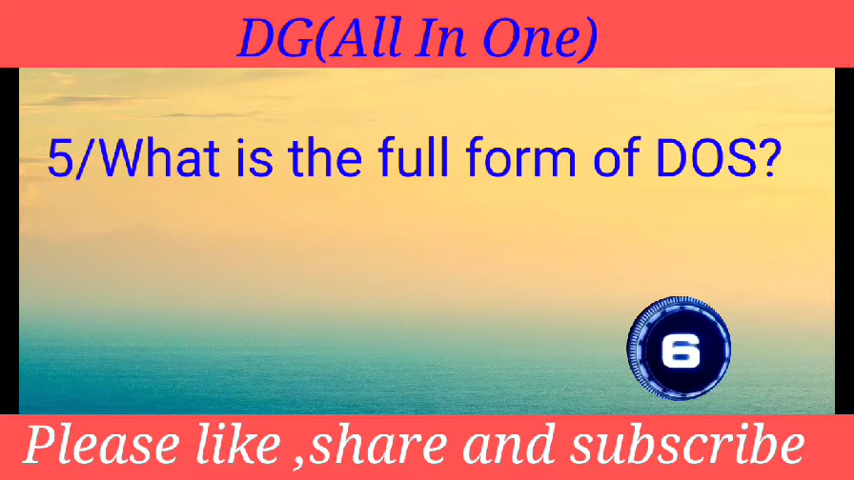 DG(All In One)
5/What is the full form of DOS?
6
Please like ,share and subscribe